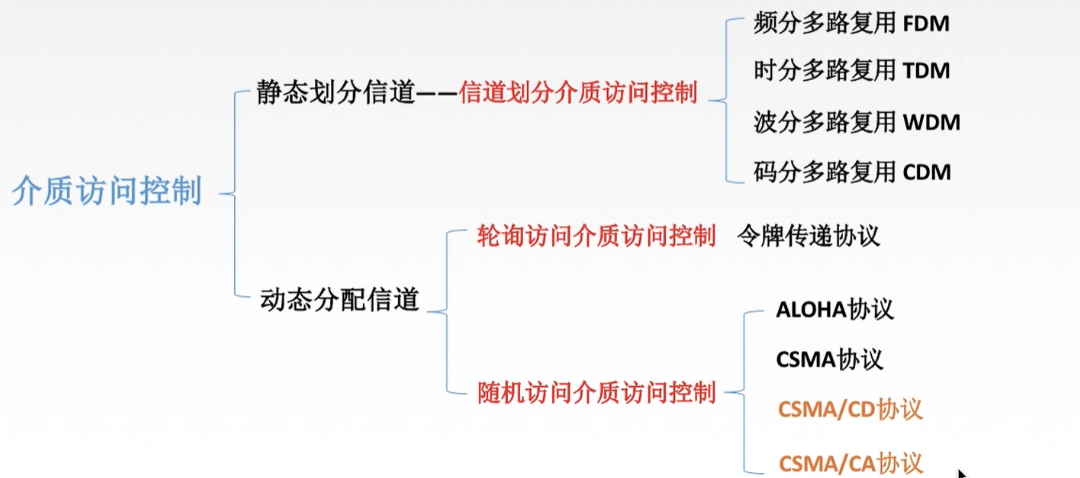 介质访问控制
静态划分信道——信道划分介质访问控制
频分多路复用 FDM
时分多路复用 TDM
波分多路复用 WDM
码分多路复用 CDM
动态分配信道
轮询访问介质访问控制 令牌传递协议
随机访问介质访问控制
ALOHA协议
CSMA协议
CSMA/CD协议
CSMA/CA协议